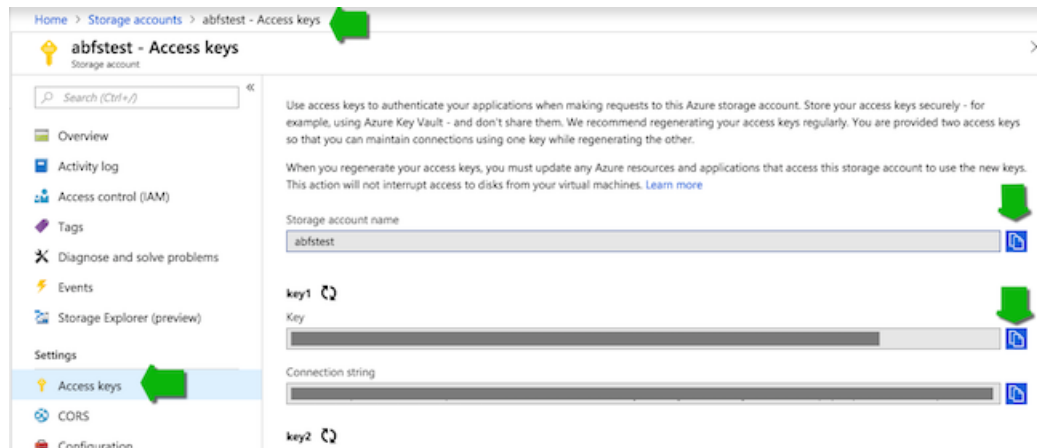 Home > Storage accounts > abfstest - Access keys
abfstest - Access keys
Storage account
Search (Ctrl+/)
Overview
Activity log
Access control (IAM)
Tags
Diagnose and solve problems
Events
Storage Explorer (preview)
Settings
Access keys
CORS
Configuration
Use access keys to authenticate your applications when making requests to this Azure storage account. Store your access keys securely - for
example, using Azure Key Vault - and don't share them. We recommend regenerating your access keys regularly. You are provided two access keys
so that you can maintain connections using one key while regenerating the other.
When you regenerate your access keys, you must update any Azure resources and applications that access this storage account to use the new keys.
This action will not interrupt access to disks from your virtual machines. Learn more
Storage account name
abfstest
key1
Key
Connection string
key2